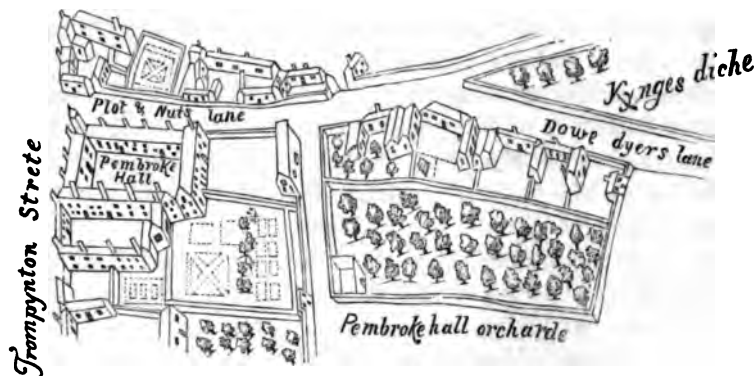 Kynges diche
Plot & Nuts lane
Dowe dyers lane
Pembroke
Hall
Trompynton Strete
Pembroke hall orcharde